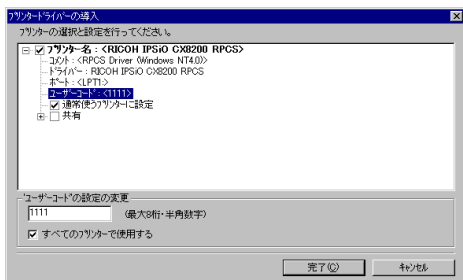 プリンタードライバーの導入
プリンターの選択と設定を行ってください。
プリンター名 : <RICOH IPSiO CX8200 RPCS>
コメント : <RPCS Driver (Windows NT4.0)>
ドライバー : RICOH IPSiO CX8200 RPCS
ポート : <LPT1:>
ユーザーコード : <1111>
通常使うプリンターに設定
共有
"ユーザーコード"の設定の変更
1111
(最大8桁・半角数字)
すべてのプリンターで使用する
完了(C)
キャンセル